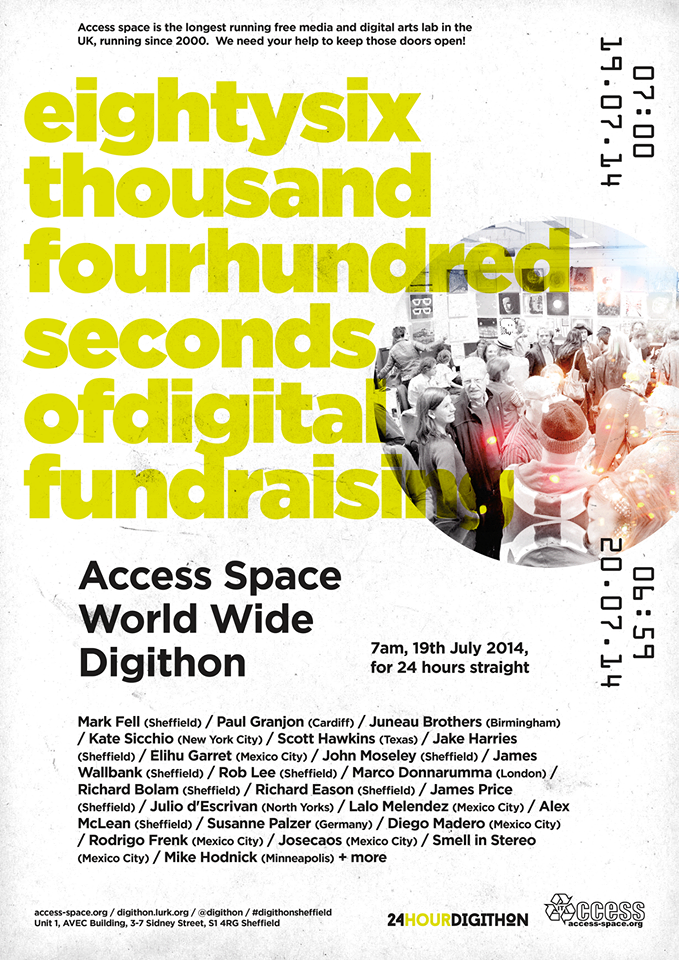 Access space is the longest running free media and digital arts lab in the
UK, running since 2000.  We need your help to keep those doors open!
07:00
19.07.14
eightysix
thousand
fourhundred
seconds
ofdigital
fundraising
06:59
20.07.14
Access Space
World Wide
Digithon
7am, 19th July 2014,
for 24 hours straight
Mark Fell (Sheffield) / Paul Granjon (Cardiff) / Juneau Brothers (Birmingham)
/ Kate Sicchio (New York City) / Scott Hawkins (Texas) / Jake Harries
(Sheffield) / Elihu Garret (Mexico City) / John Moseley (Sheffield) / James
Wallbank (Sheffield) / Rob Lee (Sheffield) / Marco Donnarumma (London) /
Richard Bolam (Sheffield) / Richard Eason (Sheffield) / James Price
(Sheffield) / Julio d'Escrivan (North Yorks) / Lalo Melendez (Mexico City) / Alex
McLean (Sheffield) / Susanne Palzer (Germany) / Diego Madero (Mexico City)
/ Rodrigo Frenk (Mexico City) / Josecaos (Mexico City) / Smell in Stereo
(Mexico City) / Mike Hodnick (Minneapolis) + more
access-space.org / digithon.lurk.org / @digithon / #digithonsheffield
Unit 1, AVEC Building, 3-7 Sidney Street, S1 4RG Sheffield
24HOURDIGITHON
IT
Access
access-space.org